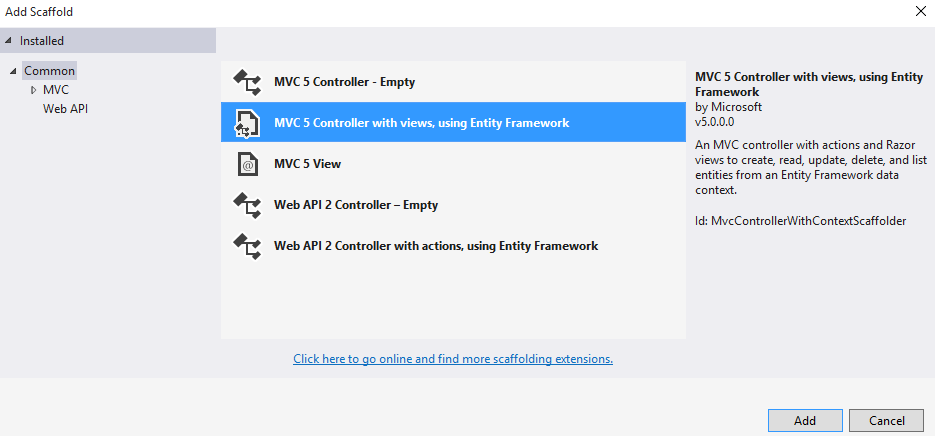 Add Scaffold
Installed
Common
MVC
Web API
MVC 5 Controller - Empty
MVC 5 Controller with views, using Entity Framework
MVC 5 View
Web API 2 Controller – Empty
Web API 2 Controller with actions, using Entity Framework
Click here to go online and find more scaffolding extensions.
MVC 5 Controller with views, using Entity
Framework
by Microsoft
v5.0.0.0
An MVC controller with actions and Razor
views to create, read, update, delete, and list
entities from an Entity Framework data
context.
Id: MvcControllerWithContextScaffolder
Add
Cancel